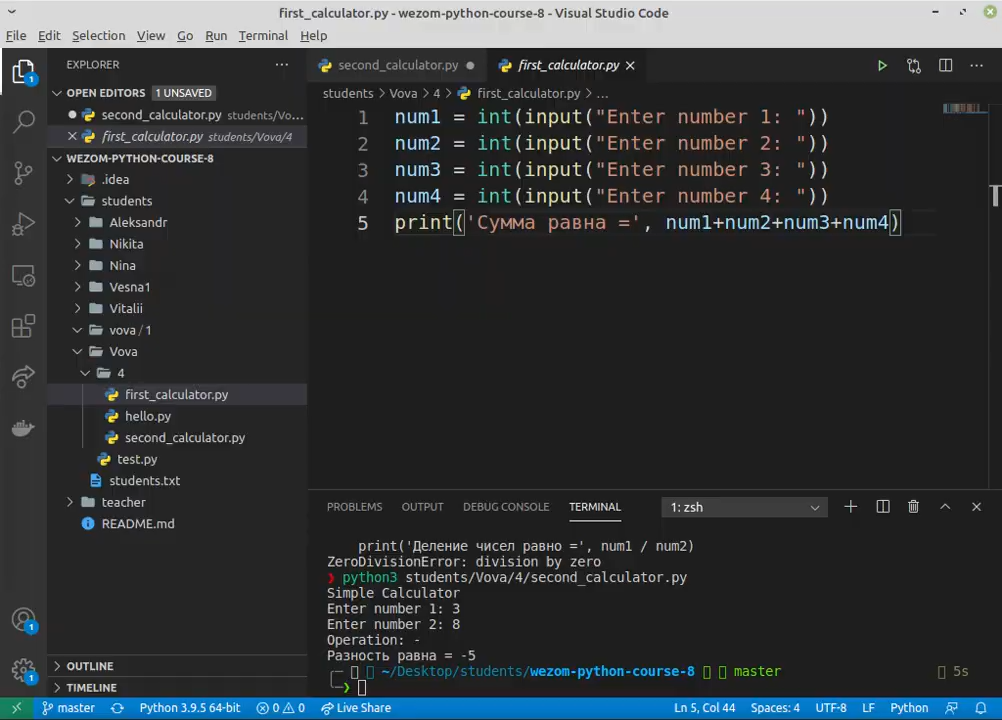 first_calculator.py - wezom-python-course-8 - Visual Studio Code
File Edit Selection View Go Run Terminal Help
EXPLORER
OPEN EDITORS 1 UNSAVED
second_calculator.py students/Vo...
first_calculator.py students/Vova/4
WEZOM-PYTHON-COURSE-8
.idea
students
Aleksandr
Nikita
Nina
Vesna1
Vitalii
vova / 1
Vova
4
first_calculator.py
hello.py
second_calculator.py
test.py
students.txt
teacher
README.md
OUTLINE
TIMELINE
1
1
1
second_calculator.py first_calculator.py
students > Vova > 4 > first_calculator.py > ...
1 num1 = int(input("Enter number 1: "))
2 num2 = int(input("Enter number 2: "))
3 num3 = int(input("Enter number 3: "))
4 num4 = int(input("Enter number 4: "))
5 print('Сумма равна =', num1+num2+num3+num4)
PROBLEMS OUTPUT DEBUG CONSOLE TERMINAL 1: zsh
print('Деление чисел равно =', num1 / num2)
ZeroDivisionError: division by zero
❯ python3 students/Vova/4/second_calculator.py
Simple Calculator
Enter number 1: 3
Enter number 2: 8
Operation: -
Разность равна = -5
~/Desktop/students/wezom-python-course-8 master 5s
❯
master Python 3.9.5 64-bit 0 0 Live Share Ln 5, Col 44 Spaces: 4 UTF-8 LF Python